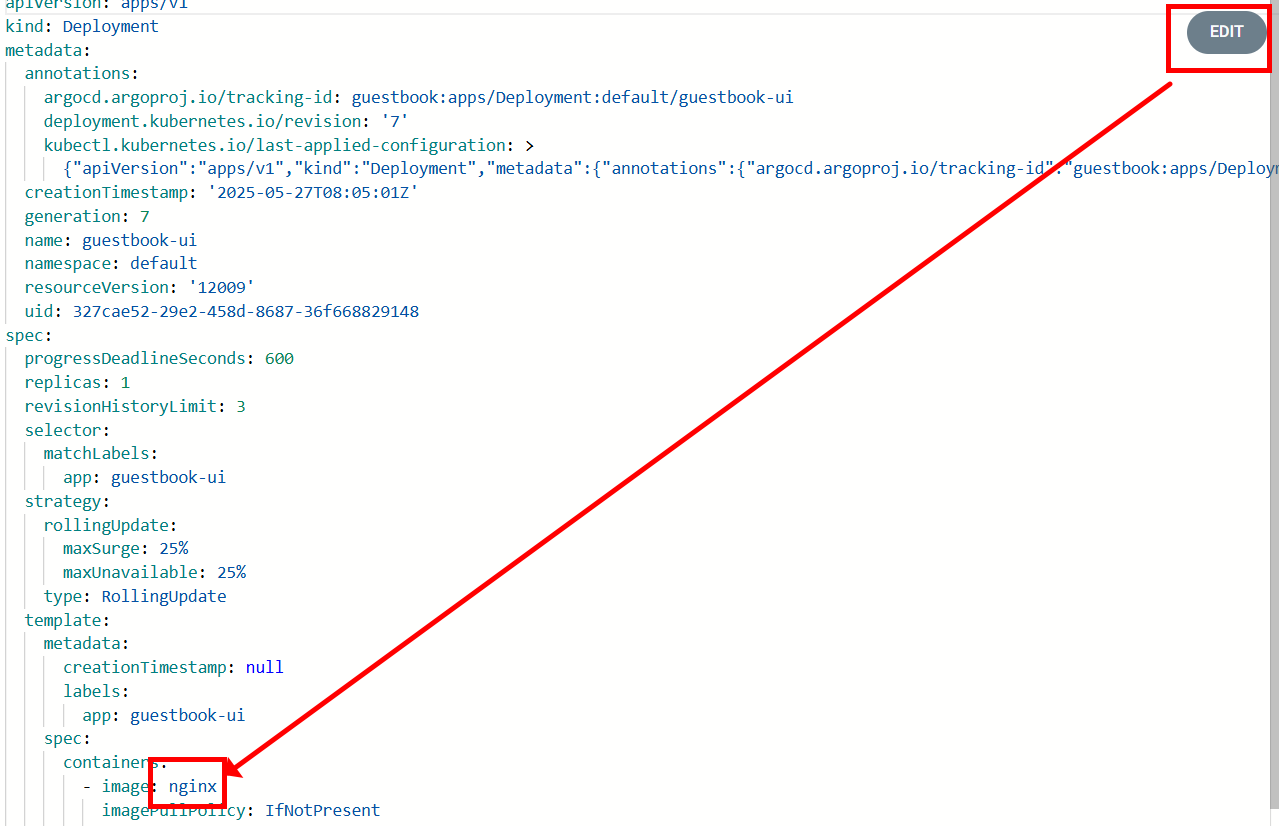 apiVersion: apps/v1
kind: Deployment
EDIT
metadata:
annotations:
argocd.argoproj.io/tracking-id: guestbook:apps/Deployment:default/guestbook-ui
deployment.kubernetes.io/revision: '7'
kubectl.kubernetes.io/last-applied-configuration: >
{"apiVersion":"apps/v1","kind":"Deployment","metadata":{"annotations":{"argocd.argoproj.io/tracking-id":"guestbook:apps/Deploym
creationTimestamp: '2025-05-27T08:05:01Z'
generation: 7
name: guestbook-ui
namespace: default
resourceVersion: '12009'
uid: 327cae52-29e2-458d-8687-36f668829148
spec:
progressDeadlineSeconds: 600
replicas: 1
revisionHistoryLimit: 3
selector:
matchLabels:
app: guestbook-ui
strategy:
rollingUpdate:
maxSurge: 25%
maxUnavailable: 25%
type: RollingUpdate
template:
metadata:
creationTimestamp: null
labels:
app: guestbook-ui
spec:
containers:
- image: nginx
imagePullPolicy: IfNotPresent